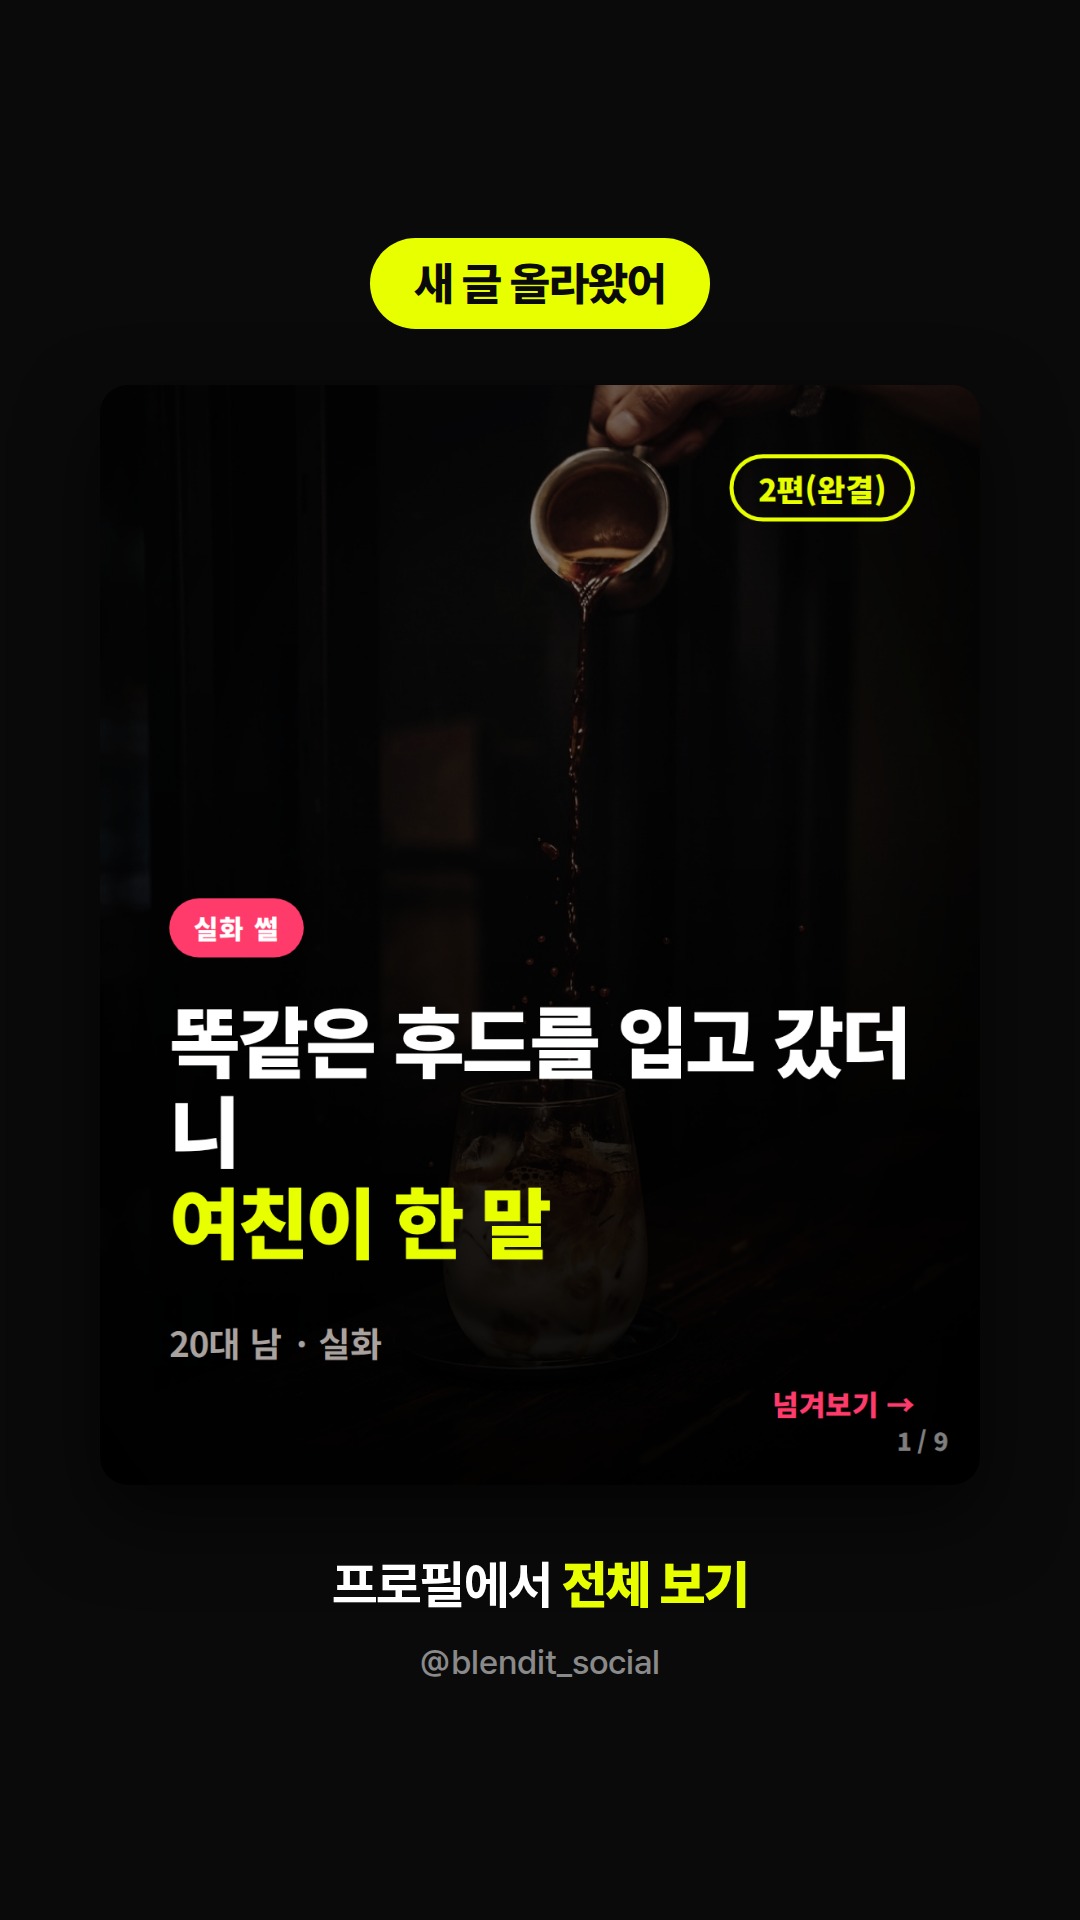 새 글 올라왔어
2편(완결)
실화 썰
똑같은 후드를 입고 갔더
니
여친이 한 말
20대 남 · 실화
넘겨보기 →
1 / 9
프로필에서 전체 보기
@blendit_social